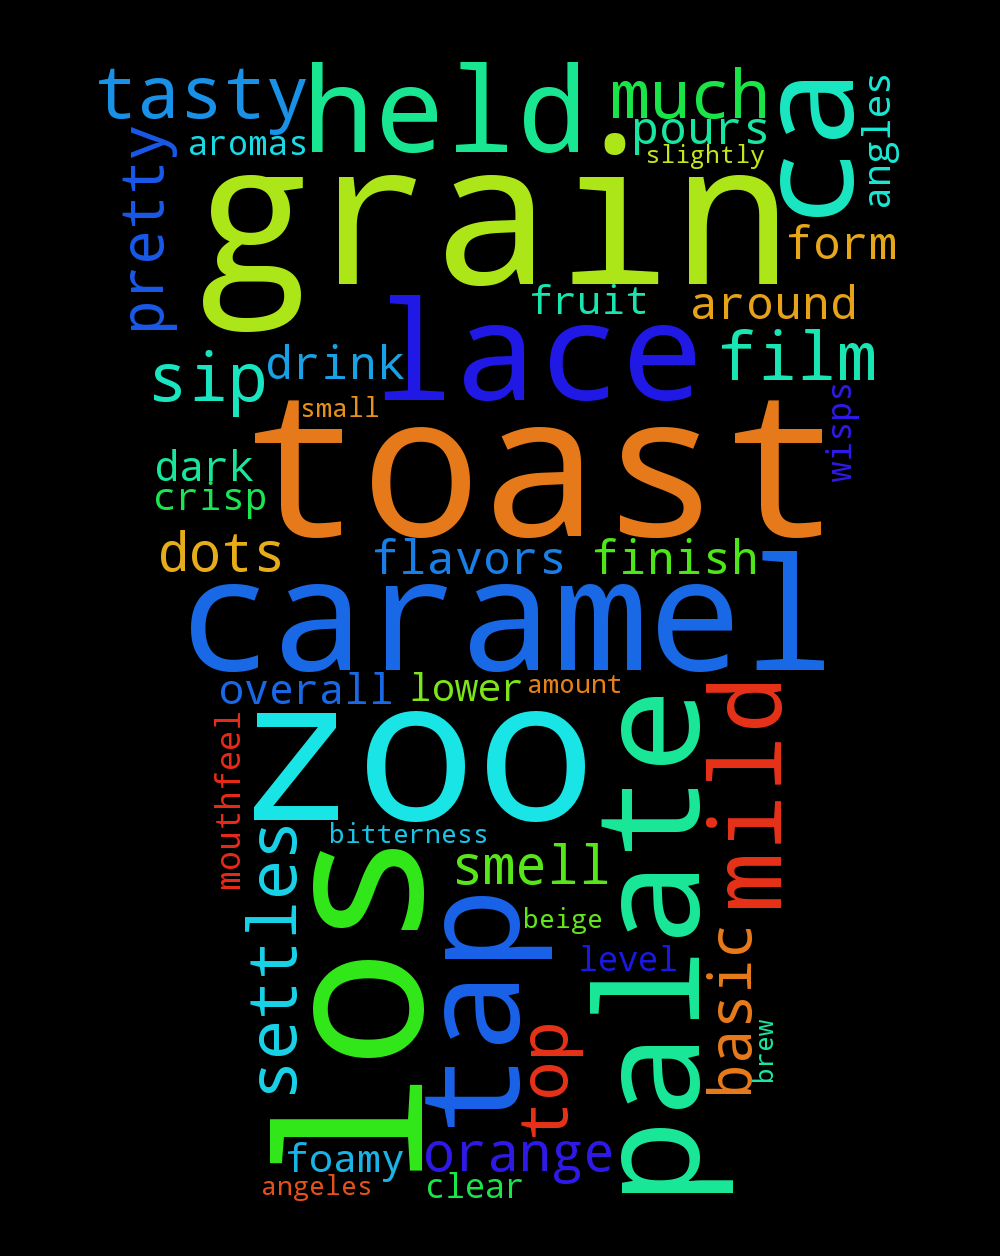 tasty
held
much
ca
angles
pours
aromas
slightly
pretty
grain
form
fruit
around
lace
film
sip
drink
small
wisps
toast
dark
crisp
dots
flavors
finish
caramel
overall
lower
amount
mouthfeel
zoo
palate
mild
settles
bitterness
los
smell
tap
beige
level
basic
brew
top
foamy
orange
angeles
clear